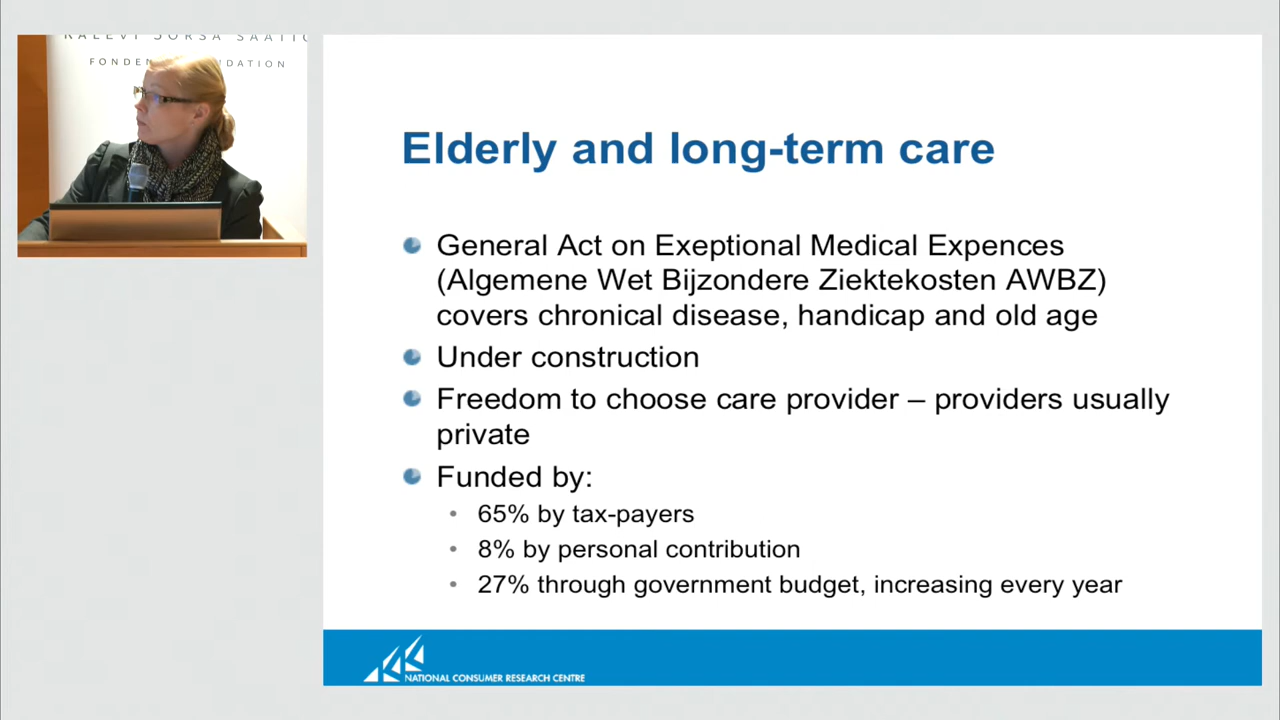 KALEVI SORSA SÄÄTIÖ
FONDEN
DATION
Elderly and long-term care
General Act on Exeptional Medical Expences
(Algemene Wet Bijzondere Ziektekosten AWBZ)
covers chronical disease, handicap and old age
Under construction
Freedom to choose care provider – providers usually
private
Funded by:
65% by tax-payers
8% by personal contribution
27% through government budget, increasing every year
NATIONAL CONSUMER RESEARCH CENTRE